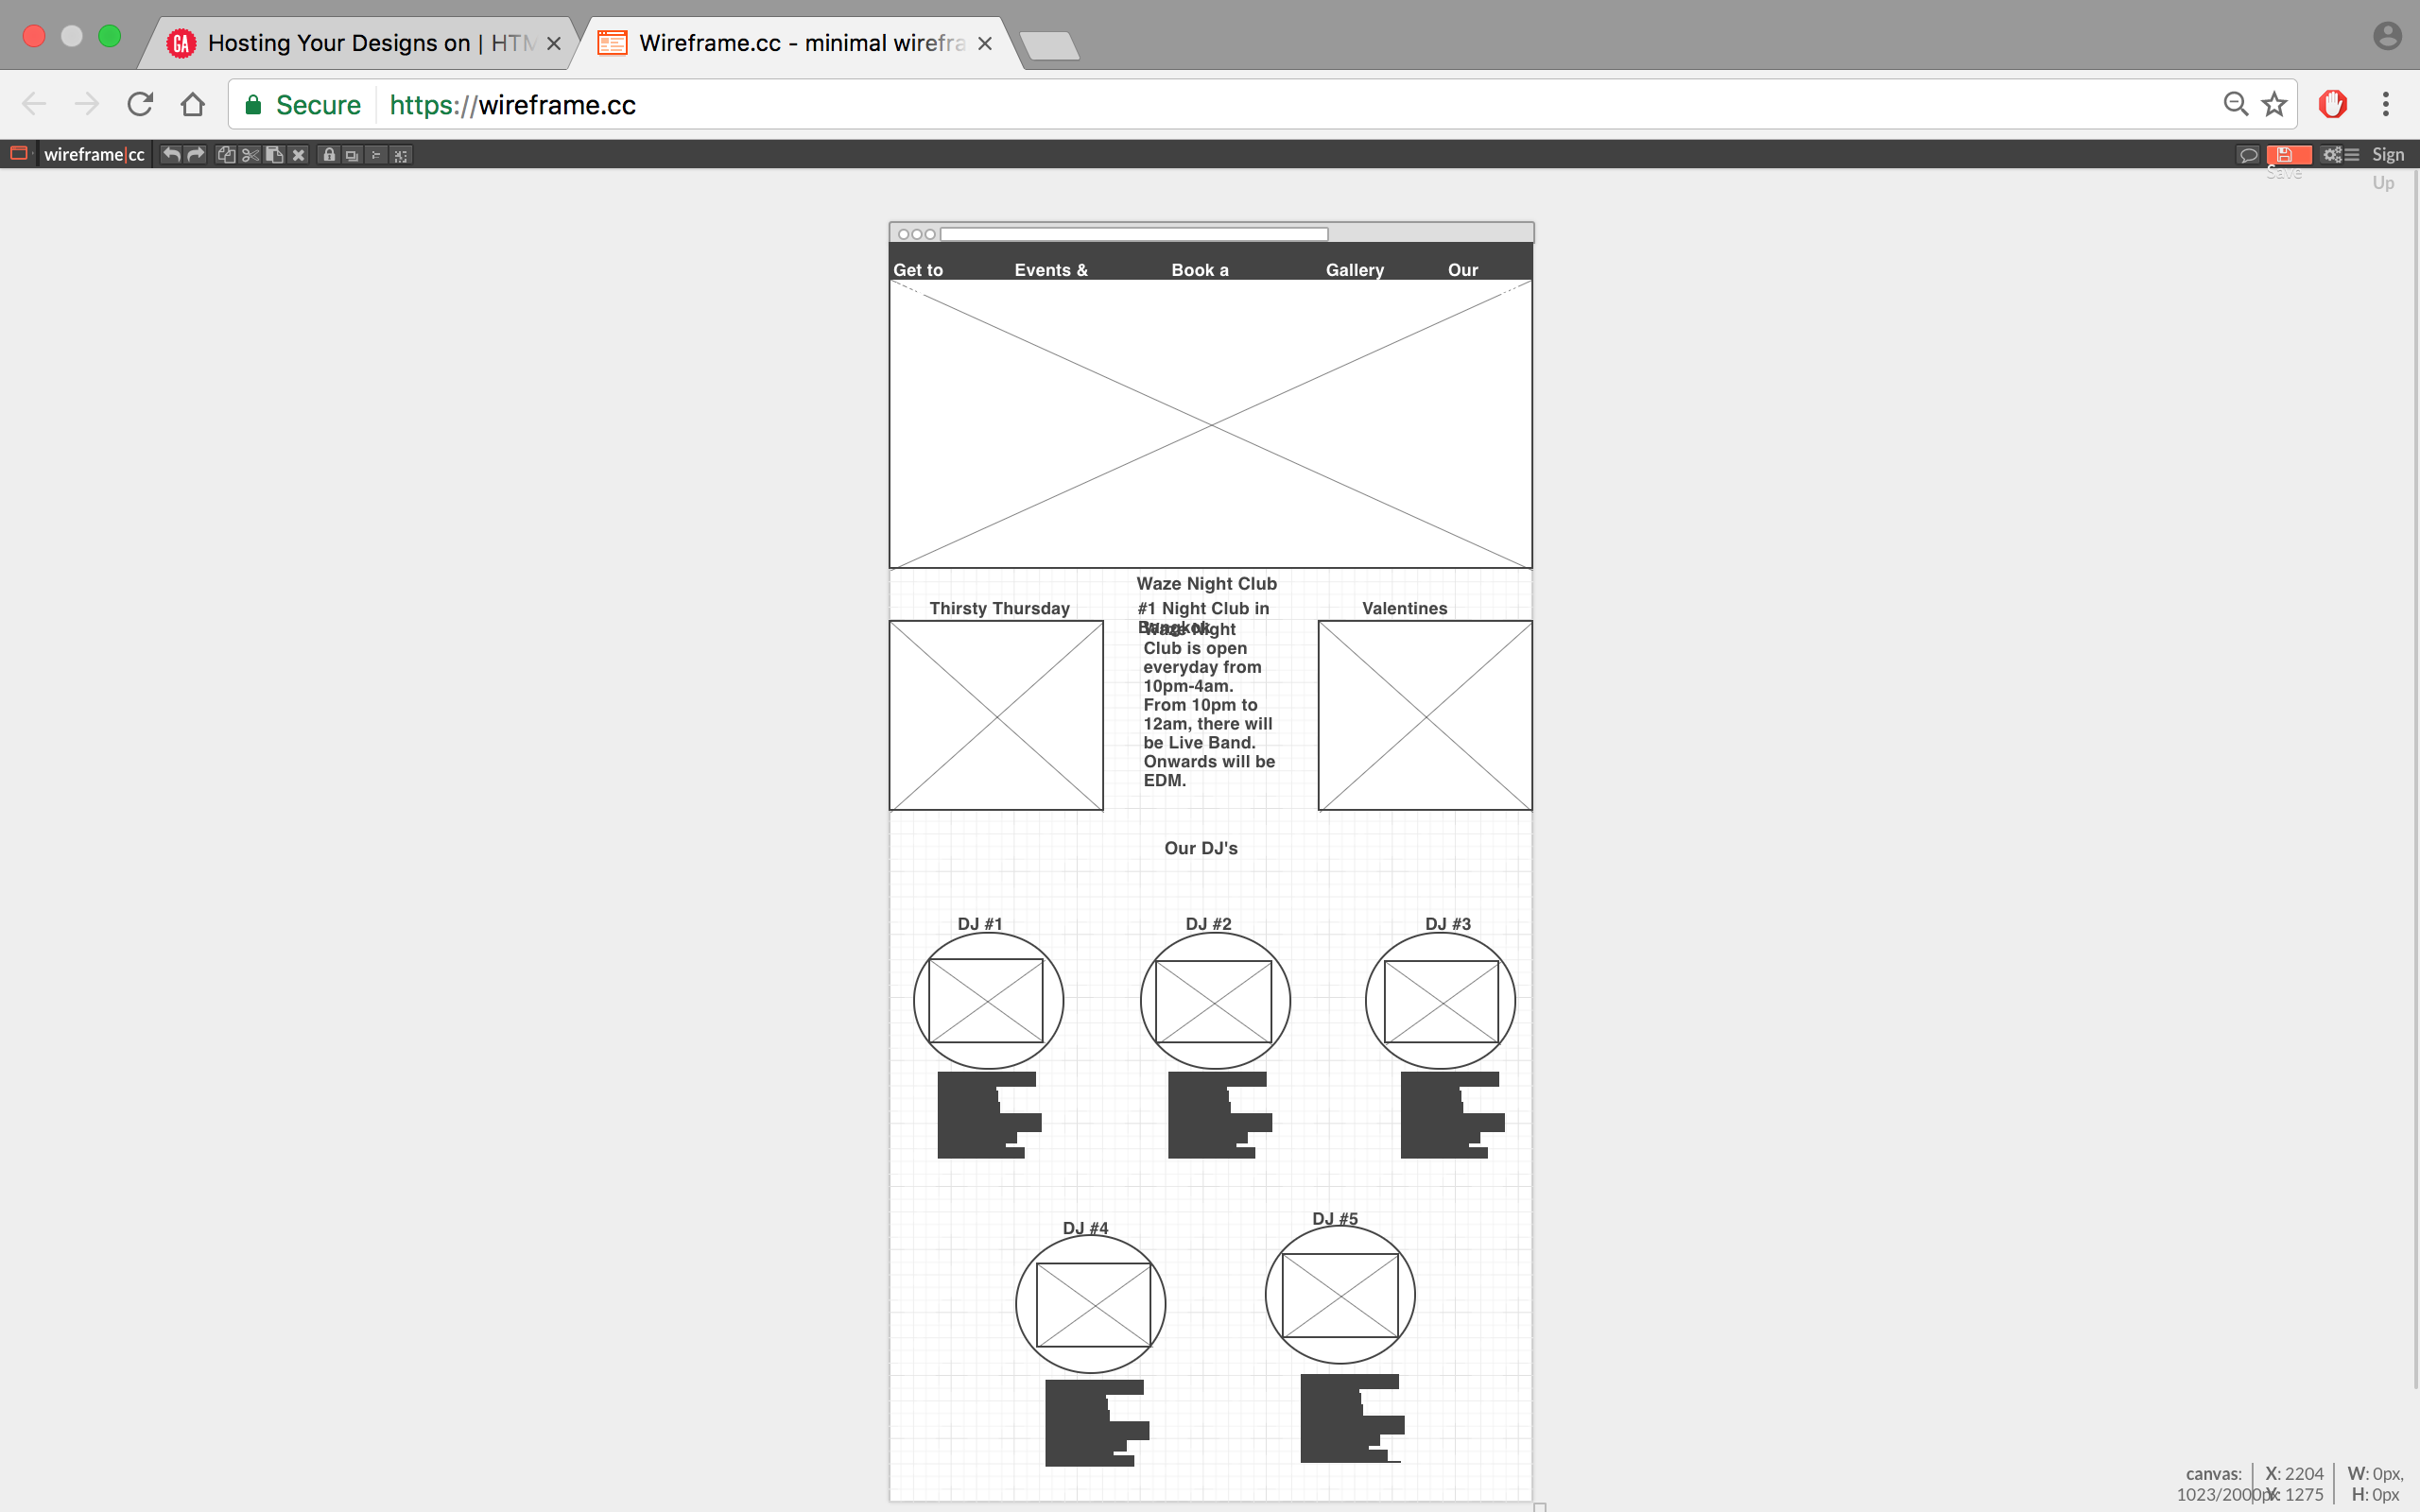 Hosting Your Designs on | HTM
Wireframe.cc - minimal wirefra
Secure
https://wireframe.cc
wireframe|cc
Save
Sign
Up
Get to
Events &
Book a
Gallery
Our
Waze Night Club
Thirsty Thursday
#1 Night Club in
Bangkok
Valentines
Waze Night
Club is open
everyday from
10pm-4am.
From 10pm to
12am, there will
be Live Band.
Onwards will be
EDM.
Our DJ's
DJ #1
DJ #2
DJ #3
DJ #4
DJ #5
canvas:
1023/2000px
X: 2204
Y: 1275
W: 0px,
H: 0px
GA